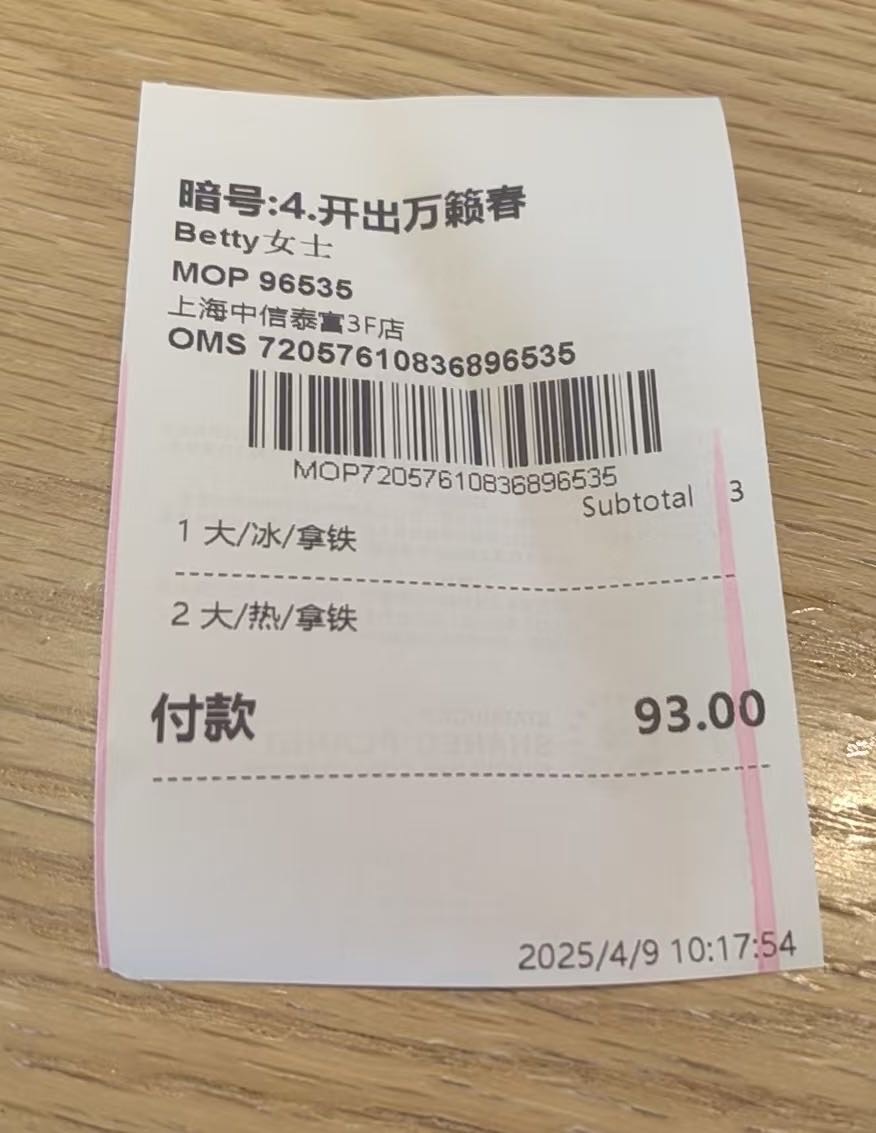 暗号:4.开出万籁春
Betty女士
MOP 96535
上海中信泰富3F店
OMS 72057610836896535
MOP72057610836896535
Subtotal 3
1 大/冰/拿铁
2 大/热/拿铁
付款 93.00
2025/4/9 10:17:54